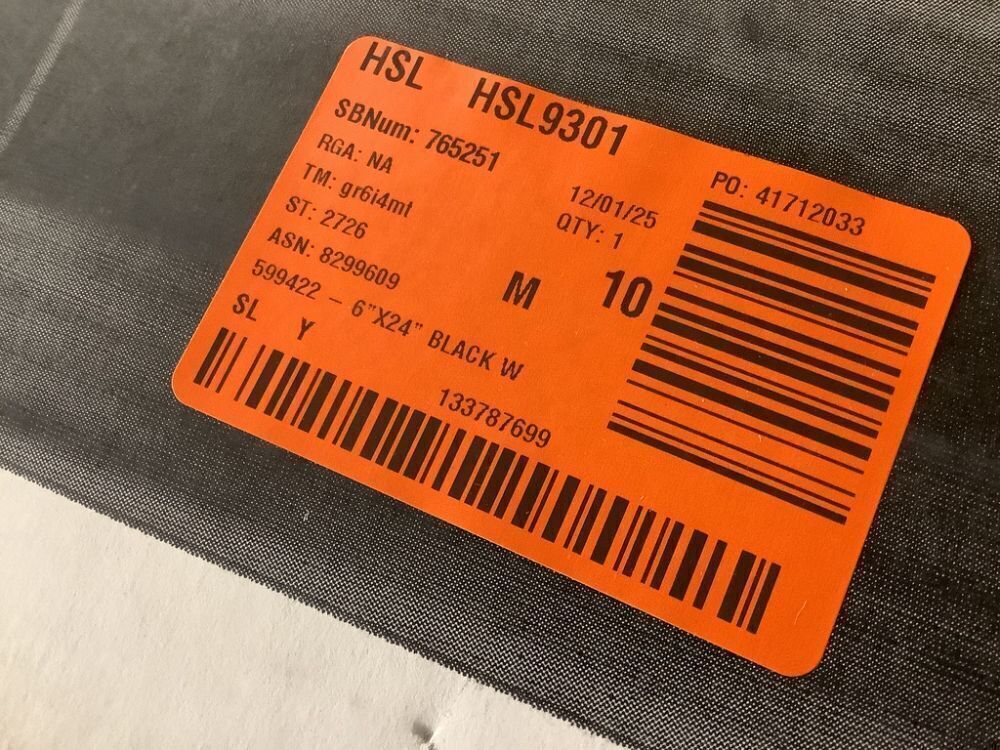 HSL HSL9301
SBNum: 765251
RGA: NA
TM: gr6i4mt
ST: 2726
ASN: 8299609
599422 – 6"X24" BLACK W
SL Y
12/01/25
QTY: 1
M 10
133787699
PO: 41712033